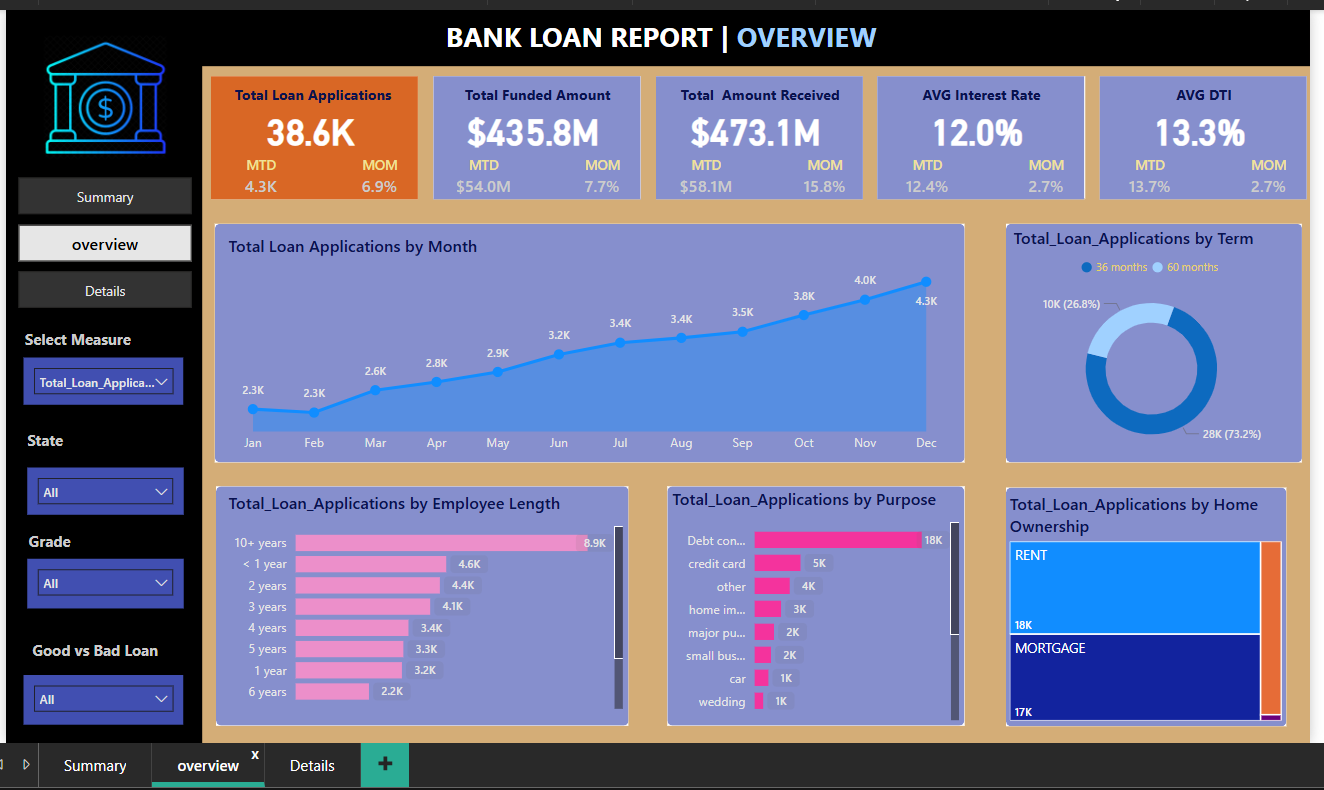 BANK LOAN REPORT | OVERVIEW
$
Summary
overview
Details
Select Measure
Total_Loan_Applica...
State
All
Grade
All
Good vs Bad Loan
All
Total Loan Applications
38.6K
MTD MOM
4.3K 6.9%
Total Funded Amount
$435.8M
MTD MOM
$54.0M 7.7%
Total Amount Received
$473.1M
MTD MOM
$58.1M 15.8%
AVG Interest Rate
12.0%
MTD MOM
12.4% 2.7%
AVG DTI
13.3%
MTD MOM
13.7% 2.7%
Total Loan Applications by Month
2.3K 2.3K 2.6K 2.8K 2.9K 3.2K 3.4K 3.4K 3.5K 3.8K 4.0K 4.3K
Jan Feb Mar Apr May Jun Jul Aug Sep Oct Nov Dec
Total_Loan_Applications by Term
36 months 60 months
10K (26.8%)
28K (73.2%)
Total_Loan_Applications by Employee Length
10+ years 8.9K
< 1 year 4.6K
2 years 4.4K
3 years 4.1K
4 years 3.4K
5 years 3.3K
1 year 3.2K
6 years 2.2K
Total_Loan_Applications by Purpose
Debt con... 18K
credit card 5K
other 4K
home im... 3K
major pu... 2K
small bus... 2K
car 1K
wedding 1K
Total_Loan_Applications by Home
Ownership
RENT
18K
MORTGAGE
17K
Summary
overview x
Details
+